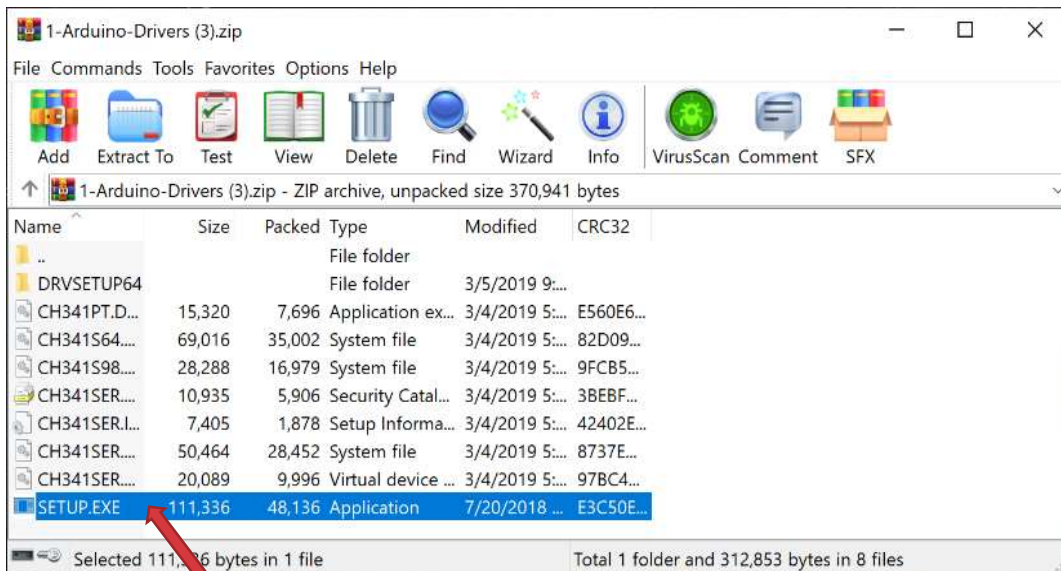 1-Arduino-Drivers (3).zip
File Commands Tools Favorites Options Help
Add Extract To Test View Delete Find Wizard Info VirusScan Comment SFX
1-Arduino-Drivers (3).zip - ZIP archive, unpacked size 370,941 bytes
Name Size Packed Type Modified CRC32
.. File folder
DRVSETUP64 File folder 3/5/2019 9:...
CH341PT.D... 15,320 7,696 Application ex... 3/4/2019 5:... E560E6...
CH341S64.... 69,016 35,002 System file 3/4/2019 5:... 82D09...
CH341S98.... 28,288 16,979 System file 3/4/2019 5:... 9FCB5...
CH341SER.... 10,935 5,906 Security Catal... 3/4/2019 5:... 3BEBF...
CH341SER.I... 7,405 1,878 Setup Informa... 3/4/2019 5:... 42402E...
CH341SER.... 50,464 28,452 System file 3/4/2019 5:... 8737E...
CH341SER.... 20,089 9,996 Virtual device ... 3/4/2019 5:... 97BC4...
SETUP.EXE 111,336 48,136 Application 7/20/2018 ... E3C50E...
Selected 111,336 bytes in 1 file Total 1 folder and 312,853 bytes in 8 files